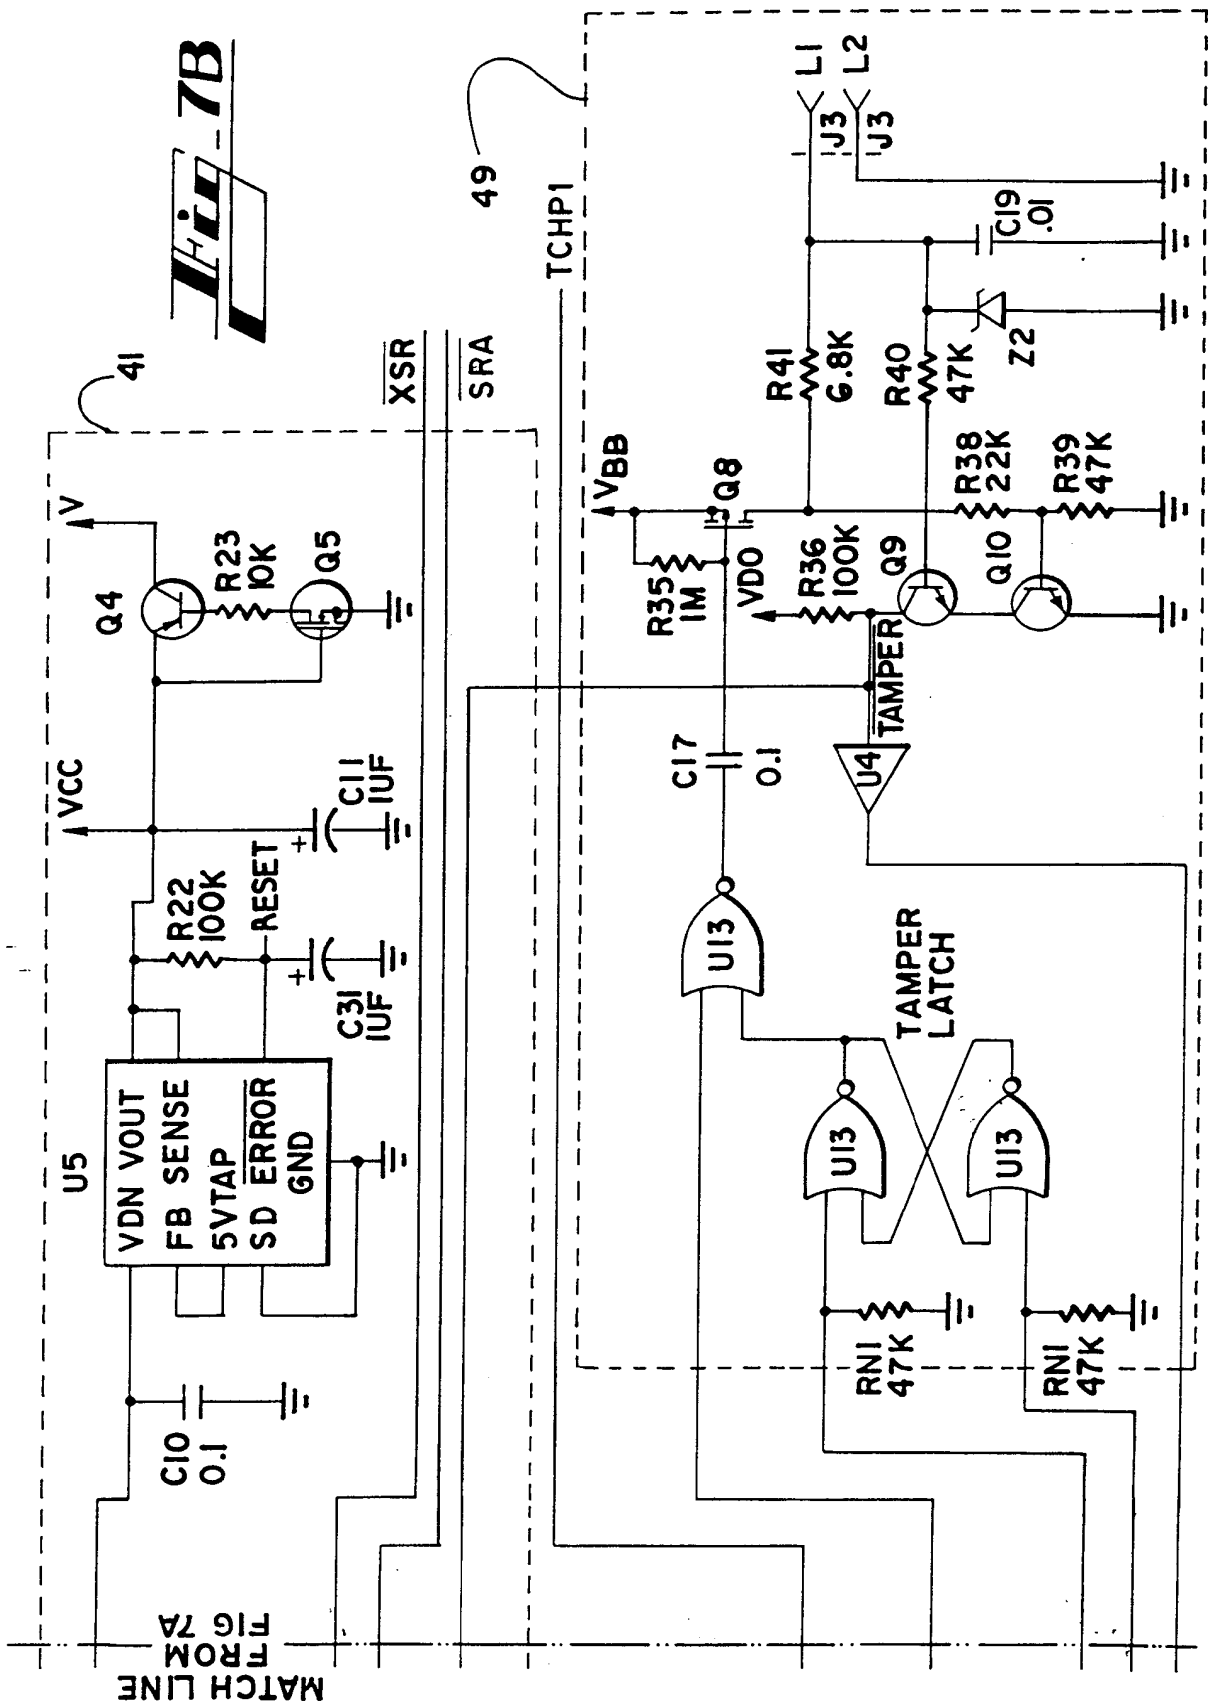 Fig 7B
MATCH LINE
FROM
FIG 7A
41
V
VCC
Q4
R23
10K
Q5
U5
VDN VOUT
FB SENSE
5VTAP
SD ERROR
GND
R22
100K
RESET
C31
1UF
C11
1UF
C10
0.1
XSR
SRA
49
TCHP1
VBB
R35
1M
Q8
VDO
R36
100K
R41
6.8K
L1
L2
J3
J3
C17
0.1
TAMPER
U4
Q9
Q10
R40
47K
R38
22K
R39
47K
Z2
C19
.01
U13
TAMPER
LATCH
U13
U13
RN1
47K
RN1
47K